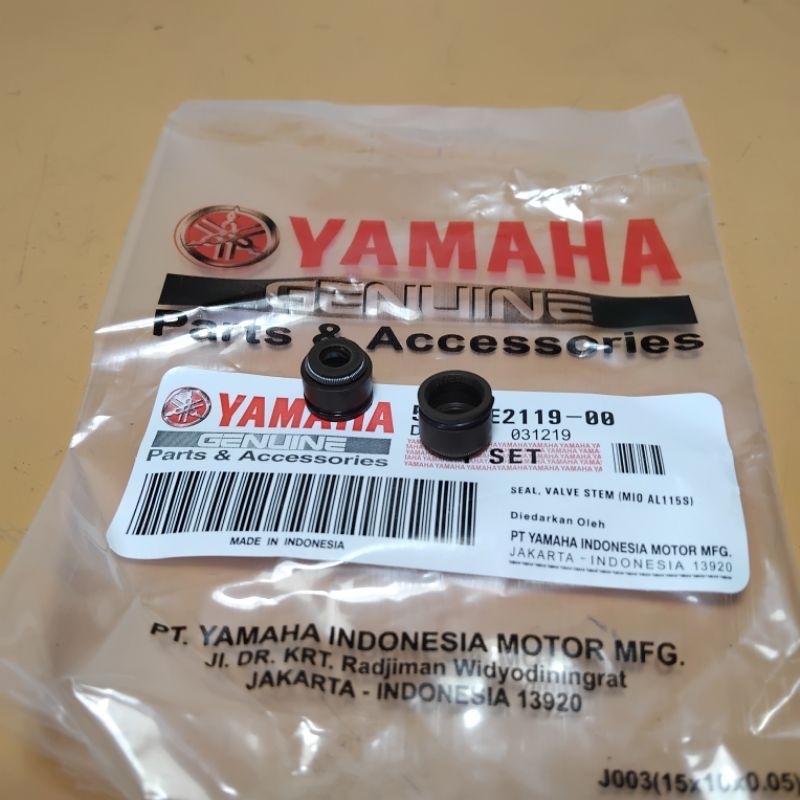 YAMAHA
GENUINE
Parts & Accessories
YAMAHA
GENUINE
Parts & Accessories
E2119-00
031219
SET
SEAL, VALVE STEM (MIO AL115S)
Diedarkan Oleh
PT YAMAHA INDONESIA MOTOR MFG.
JAKARTA - INDONESIA 13920
MADE IN INDONESIA
PT. YAMAHA INDONESIA MOTOR MFG.
Jl. DR. KRT. Radjiman Widyodiningrat
JAKARTA - INDONESIA 13920
J003(15x10x0.05)